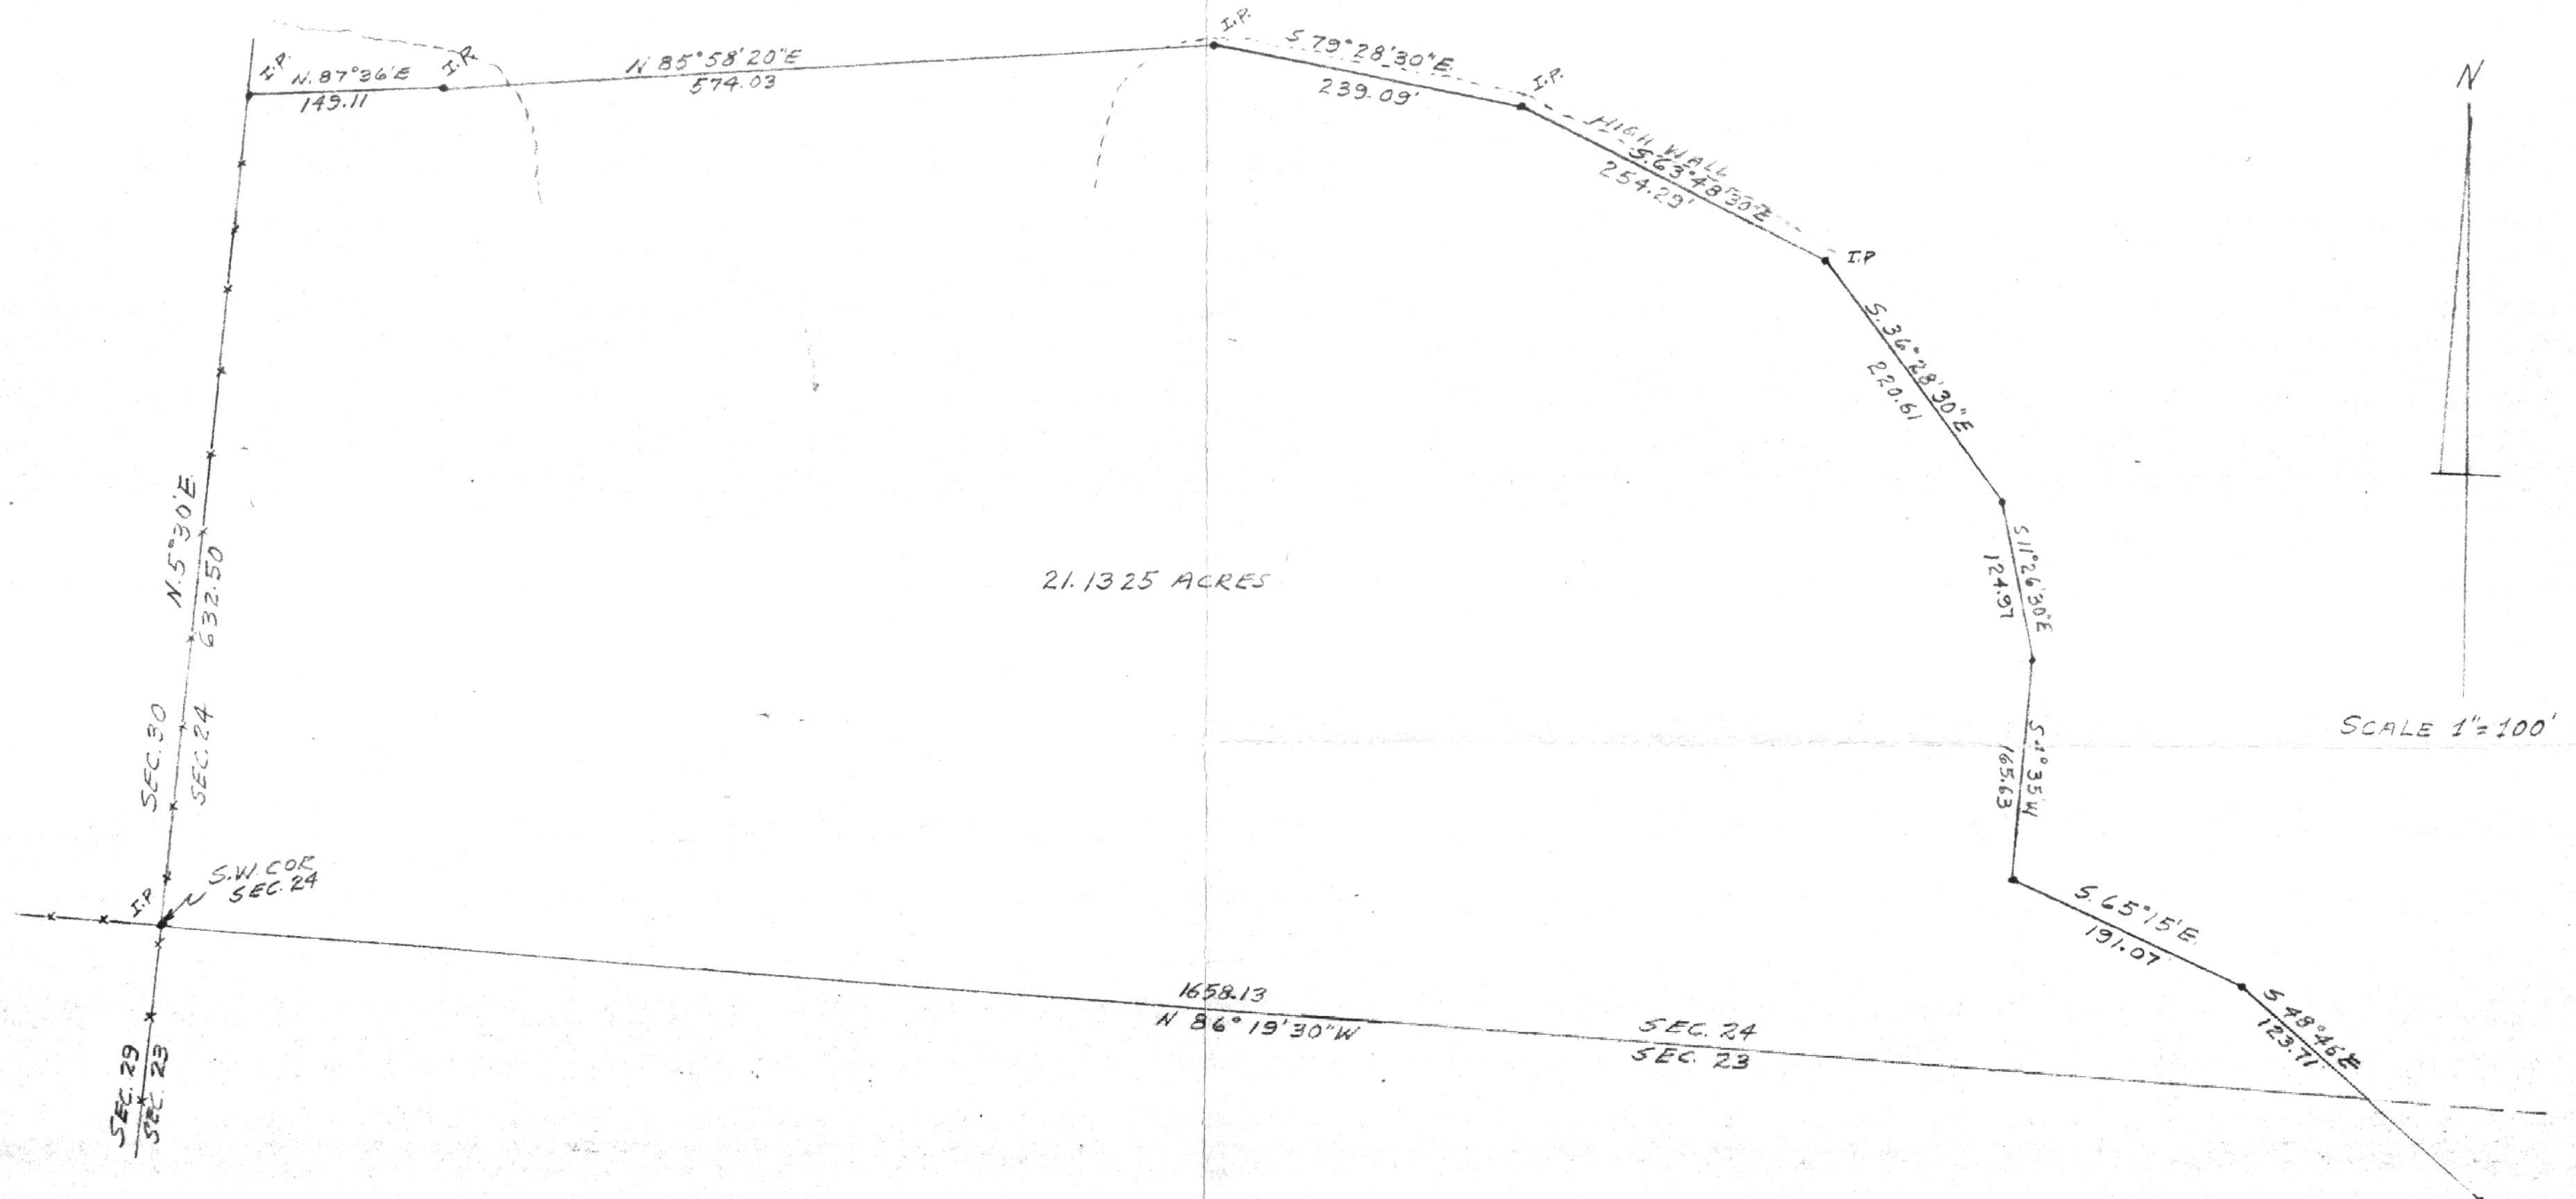 I.P.
N. 87°36'E
149.11
I.P.
N 85°58'20"E
574.03
I.P.
S 79°28'30"E
239.09'
I.P.
HIGH WALL
S.63°48'30"E
254.29'
I.P
N
S.36°28'30"E
220.61
N.5°30'E
632.50
21.1325 ACRES
S 11°26'30"E
124.97
SEC. 30
SEC. 24
SCALE 1"=100'
165.63
S.W. COR
SEC. 24
I.P
S. 65°15'E
191.07
1658.13
N 86°19'30"W
SEC. 24
SEC. 23
S 48°46'E
123.71
SEC. 29
SEC. 23